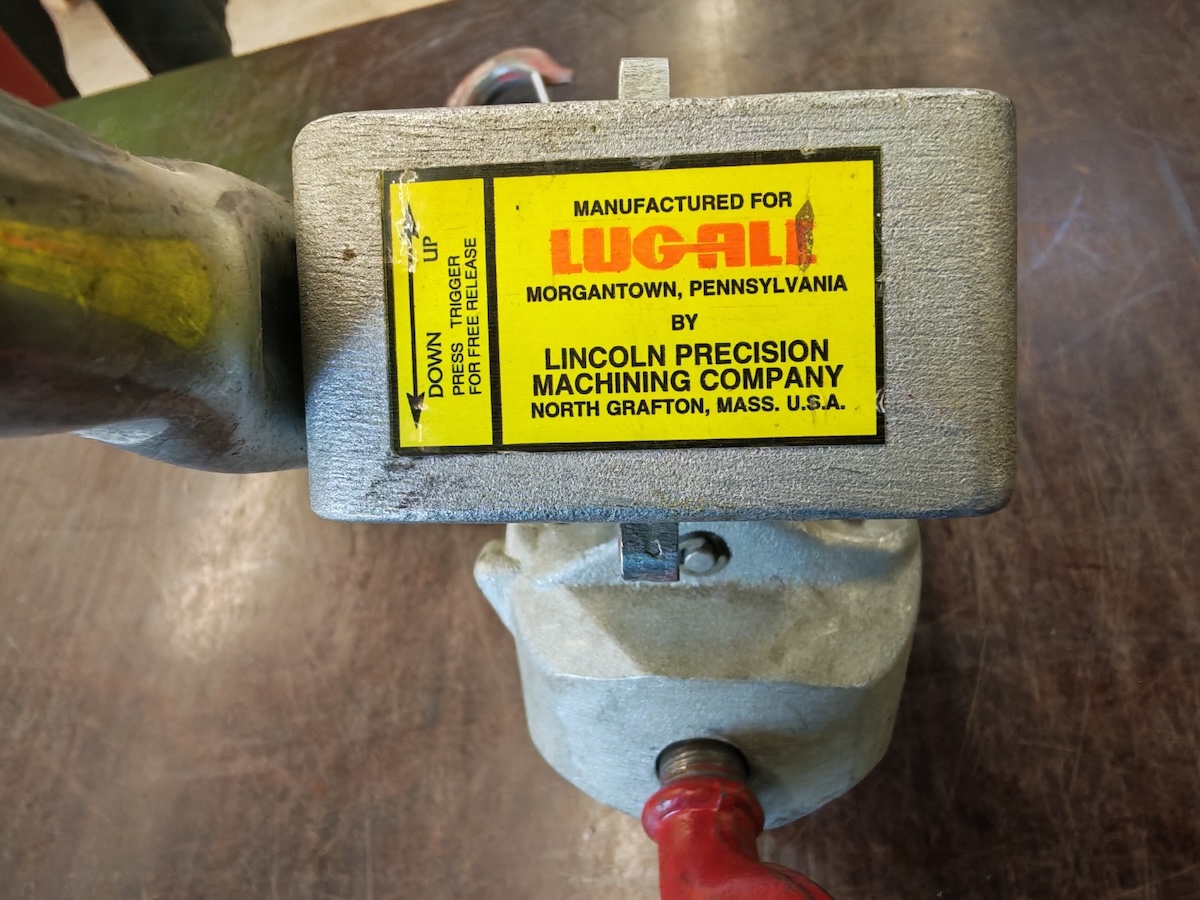 UP
DOWN
PRESS TRIGGER
FOR FREE RELEASE
MANUFACTURED FOR
LUG-ALL
MORGANTOWN, PENNSYLVANIA
BY
LINCOLN PRECISION
MACHINING COMPANY
NORTH GRAFTON, MASS. U.S.A.